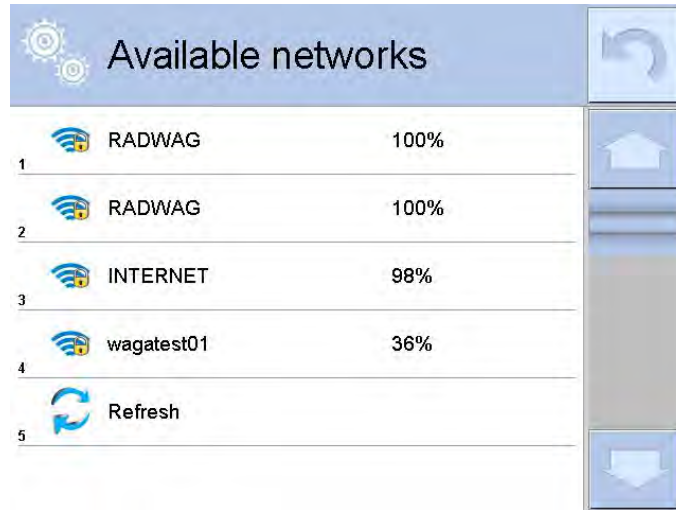 Available networks
RADWAG 100%
1
RADWAG 100%
2
INTERNET 98%
3
wagatest01 36%
4
Refresh
5